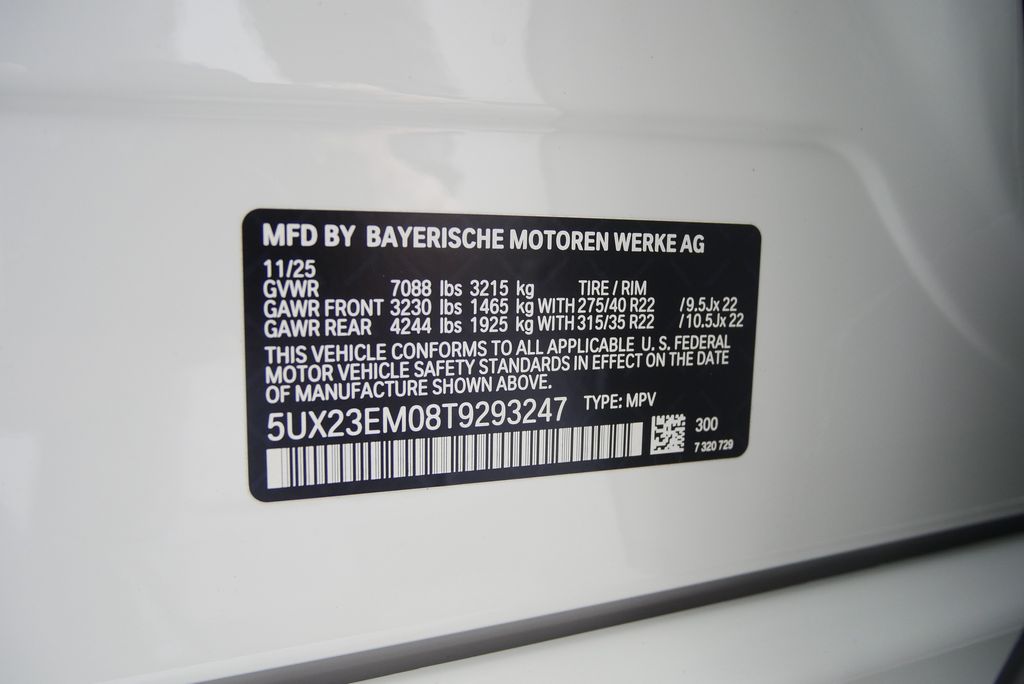 MFD BY BAYERISCHE MOTOREN WERKE AG
11/25
GVWR 7088 lbs 3215 kg TIRE / RIM
GAWR FRONT 3230 lbs 1465 kg WITH 275/40 R22 /9.5Jx 22
GAWR REAR 4244 lbs 1925 kg WITH 315/35 R22 /10.5Jx 22
THIS VEHICLE CONFORMS TO ALL APPLICABLE U. S. FEDERAL
MOTOR VEHICLE SAFETY STANDARDS IN EFFECT ON THE DATE
OF MANUFACTURE SHOWN ABOVE.
5UX23EM08T9293247 TYPE: MPV
300
7 320 729